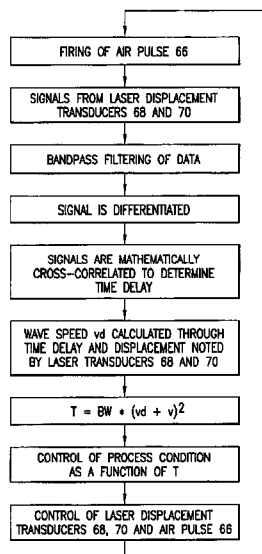 FIRING OF AIR PULSE 66
SIGNALS FROM LASER DISPLACEMENT
TRANSDUCERS 68 AND 70
BANDPASS FILTERING OF DATA
SIGNAL IS DIFFERENTIATED
SIGNALS ARE MATHEMATICALLY
CROSS-CORRELATED TO DETERMINE
TIME DELAY
WAVE SPEED vd CALCULATED THROUGH
TIME DELAY AND DISPLACEMENT NOTED
BY LASER TRANSDUCERS 68 AND 70
T = BW * (vd + v)2
CONTROL OF PROCESS CONDITION
AS A FUNCTION OF T
CONTROL OF LASER DISPLACEMENT
TRANSDUCERS 68, 70 AND AIR PULSE 66